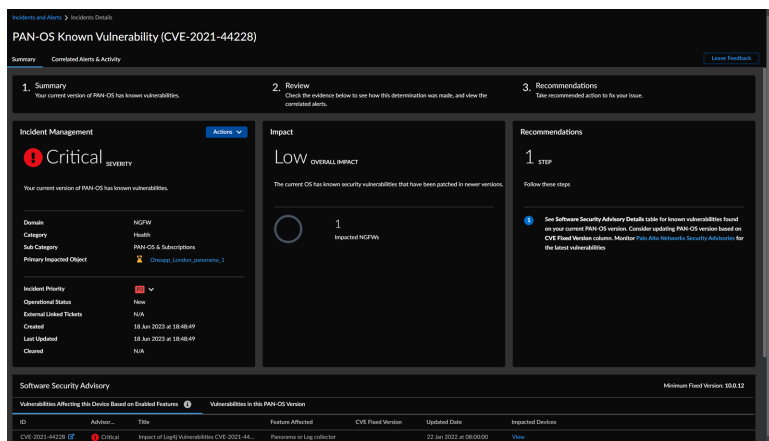 Incidents and Alerts > Incidents Details
PAN-OS Known Vulnerability (CVE-2021-44228)
Summary Correlated Alerts & Activity
Leave Feedback
1. Summary
Your current version of PAN-OS has known vulnerabilities.
2. Review
Check the evidence below to see how this determination was made, and view the
correlated alerts.
3. Recommendations
Take recommended action to fix your issue.
Incident Management
Actions
Critical SEVERITY
Your current version of PAN-OS has known vulnerabilities.
Domain NGFW
Category Health
Sub Category PAN-OS & Subscriptions
Primary Impacted Object Oneapp_London_panorama_1
Incident Priority
Operational Status New
External Linked Tickets N/A
Created 18 Jun 2023 at 18:48:49
Last Updated 18 Jun 2023 at 18:48:49
Cleared N/A
Impact
Low OVERALL IMPACT
The current OS has known security vulnerabilities that have been patched in newer versions.
1
Impacted NGFWs
Recommendations
1 STEP
Follow these steps
1 See Software Security Advisory Details table for known vulnerabilities found
on your current PAN-OS version. Consider updating PAN-OS version based on
CVE Fixed Version column. Monitor Palo Alto Networks Security Advisories for
the latest vulnerabilities
Software Security Advisory
Minimum Fixed Version: 10.0.12
Vulnerabilities Affecting this Device Based on Enabled Features Vulnerabilities in this PAN-OS Version
ID Advisor... Title Feature Affected CVE Fixed Version Updated Date Impacted Devices
CVE-2021-44228 Critical Impact of Log4j Vulnerabilities CVE-2021-44... Panorama or Log collector 22 Jan 2022 at 08:00:00 View